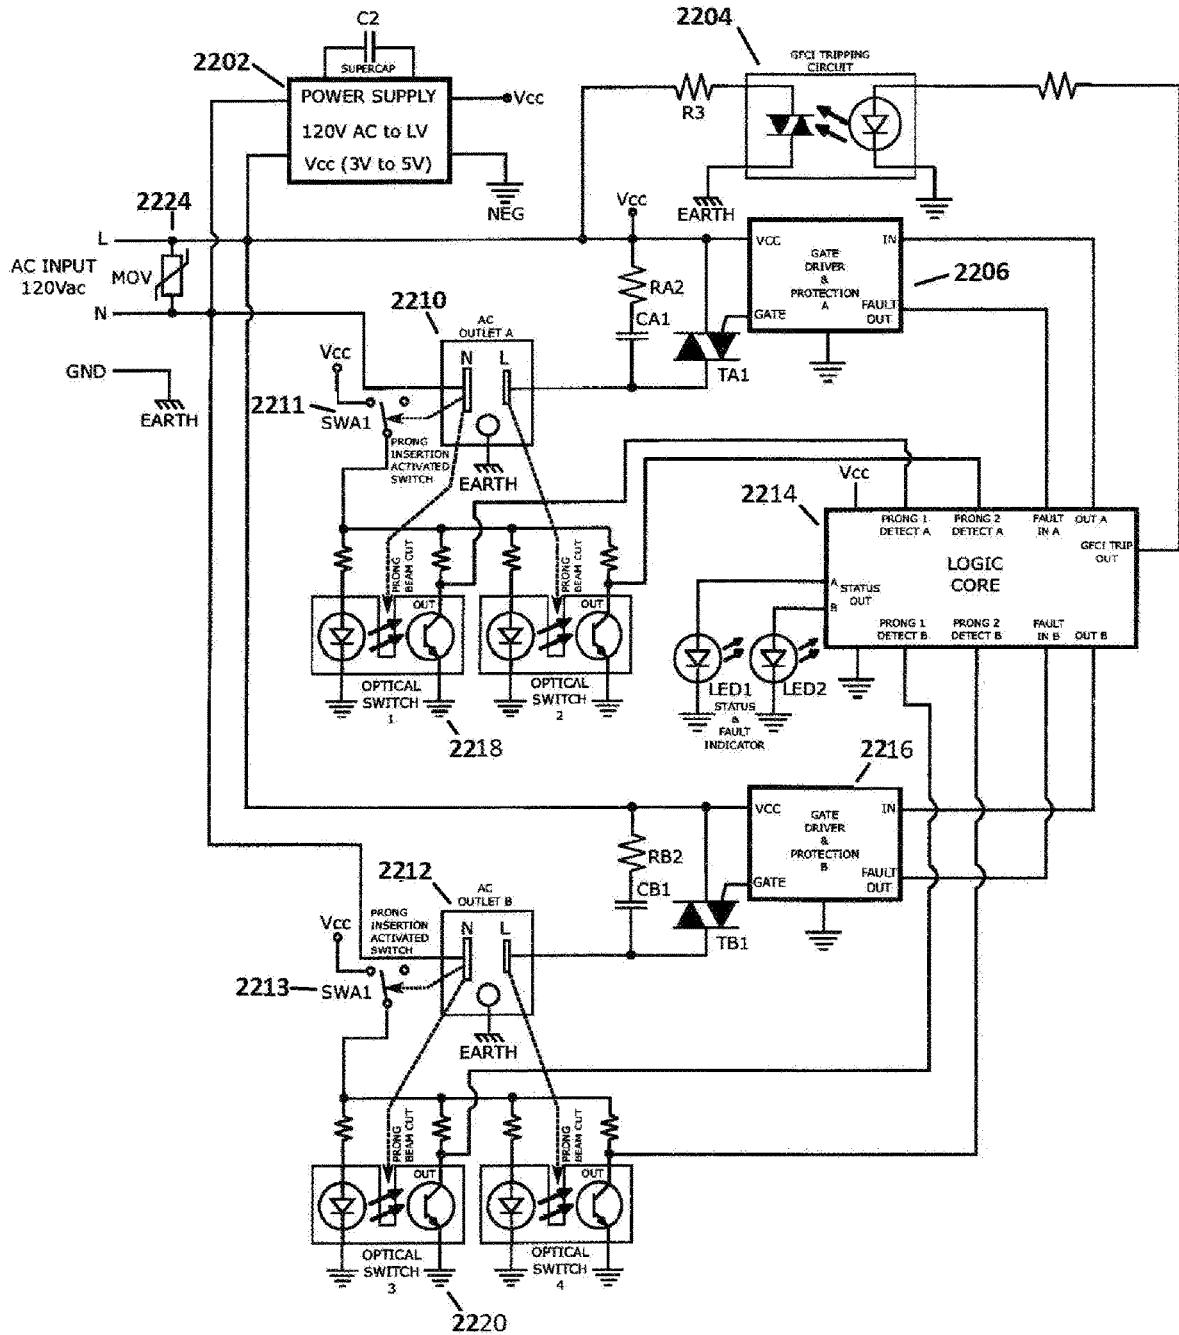 C2
2204
2202
SUPERCAP
GFCI TRIPPING
CIRCUIT
POWER SUPPLY
120V AC to LV
Vcc (3V to 5V)
Vcc
R3
NEG
EARTH
2224
L
AC INPUT
120Vac
MOV
N
GND
EARTH
Vcc
VCC
IN
GATE
DRIVER
&
PROTECTION
A
2206
FAULT
OUT
GATE
RA2
CA1
TA1
2210
AC
OUTLET A
N L
Vcc
2211
SWA1
PRONG
INSERTION
ACTIVATED
SWITCH
EARTH
2214
Vcc
PRONG 1
DETECT A
PRONG 2
DETECT A
FAULT
IN A
OUT A
GFCI TRIP
OUT
LOGIC
CORE
A
STATUS
OUT
B
PRONG 1
DETECT B
PRONG 2
DETECT B
FAULT
IN B
OUT B
PRONG
BEAM CUT
PRONG
BEAM CUT
OUT
OUT
OPTICAL
SWITCH
1
OPTICAL
SWITCH
2
2218
LED1
LED2
STATUS
&
FAULT
INDICATOR
2216
VCC
IN
GATE
DRIVER
&
PROTECTION
B
FAULT
OUT
GATE
RB2
CB1
TB1
2212
AC
OUTLET B
N L
PRONG
INSERTION
ACTIVATED
SWITCH
Vcc
2213
SWA1
EARTH
PRONG
BEAM CUT
PRONG
BEAM CUT
OUT
OUT
OPTICAL
SWITCH
3
OPTICAL
SWITCH
4
2220